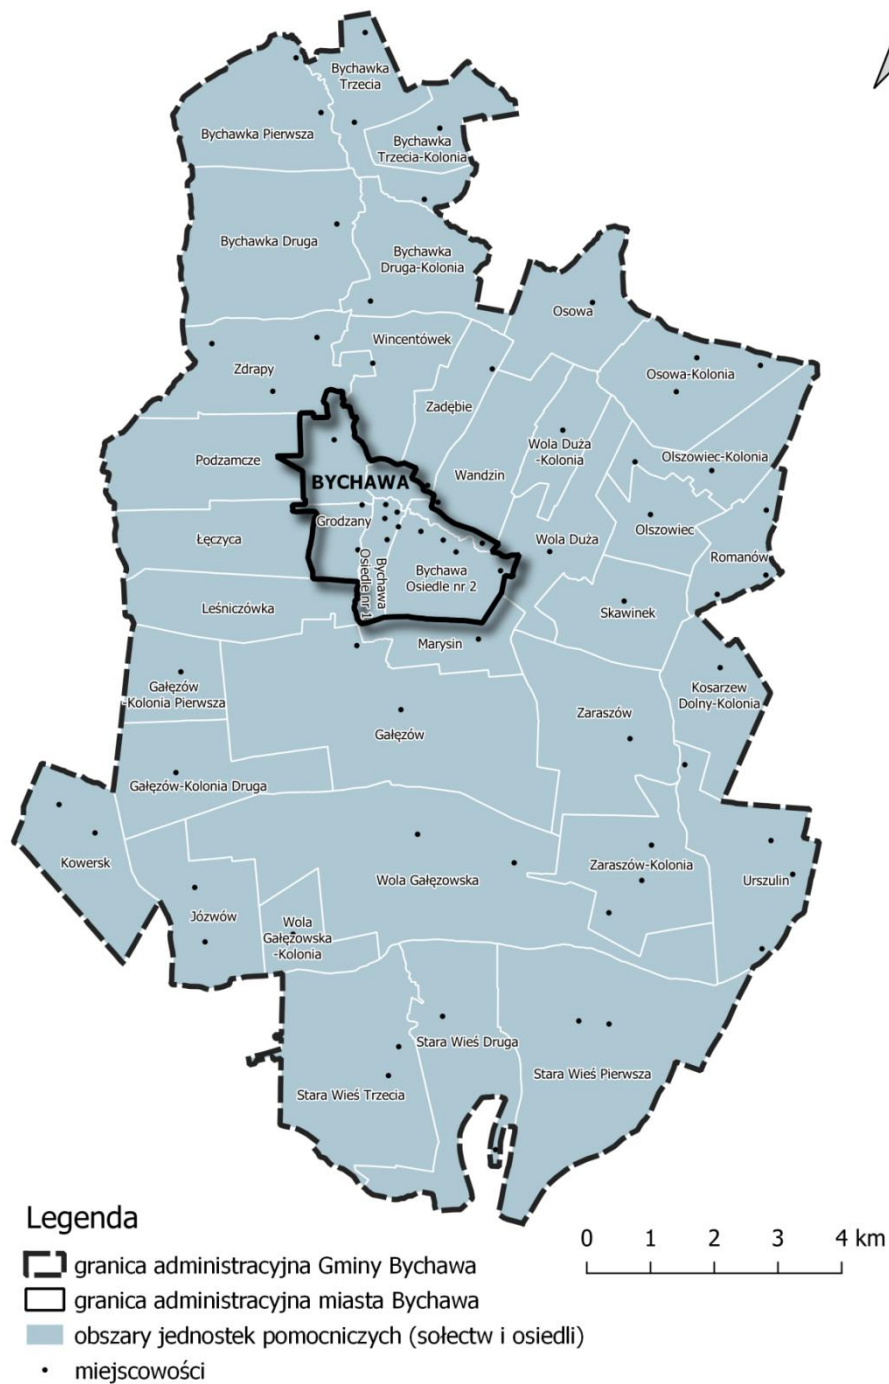 Bychawka
Trzecia
Bychawka Pierwsza
Bychawka
Trzecia-Kolonia
Bychawka Druga
Bychawka
Druga-Kolonia
Osowa
Wincentówek
Zdrapy
Osowa-Kolonia
Zadębie
Wola Duża
-Kolonia
Podzamcze
Olszowiec-Kolonia
Wandzin
BYCHAWA
Grodzany
Olszowiec
Łęczyca
Wola Duża
Romanów
Bychawa
Osiedle nr 1
Bychawa
Osiedle nr 2
Leśniczówka
Skawinek
Marysin
Gałęzów
-Kolonia Pierwsza
Kosarzew
Dolny-Kolonia
Zaraszów
Gałęzów
Gałęzów-Kolonia Druga
Kowersk
Zaraszów-Kolonia
Wola Gałęzowska
Urszulin
Józwów
Wola
Gałęzowska
-Kolonia
Stara Wieś Druga
Stara Wieś Pierwsza
Stara Wieś Trzecia
Legenda
granica administracyjna Gminy Bychawa
granica administracyjna miasta Bychawa
obszary jednostek pomocniczych (sołectw i osiedli)
miejscowości
0 1 2 4 km